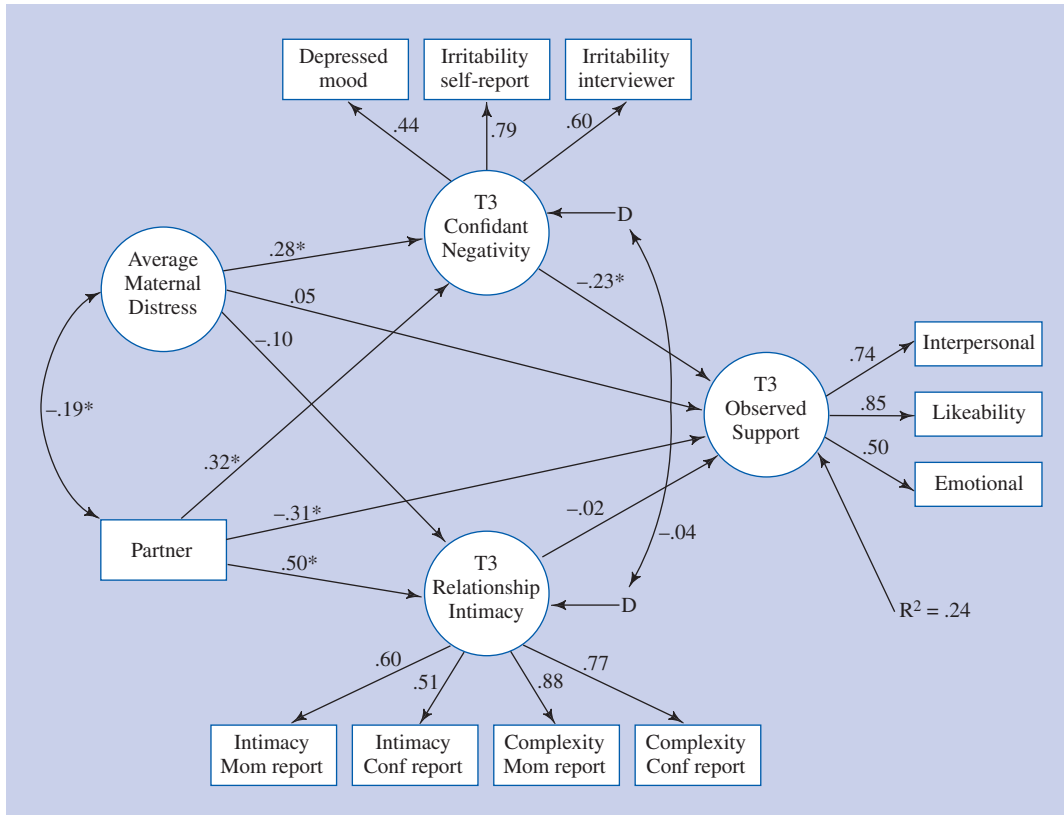 Depressed
mood
Irritability
self-report
Irritability
interviewer
.44
.79
.60
T3
Confidant
Negativity
D
Average
Maternal
Distress
.28*
.05
–.10
–.23*
–.19*
.32*
–.31*
.50*
Partner
T3
Observed
Support
.74
.85
.50
Interpersonal
Likeability
Emotional
–.02
–.04
T3
Relationship
Intimacy
D
R² = .24
.60
.51
.88
.77
Intimacy
Mom report
Intimacy
Conf report
Complexity
Mom report
Complexity
Conf report